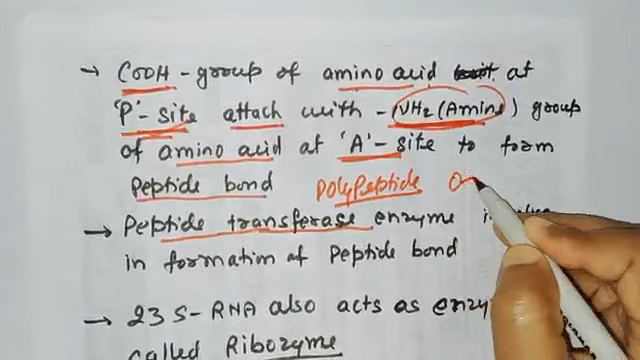 → COOH - group of amino acid at
'P'- site attach with - NH2 (Amine) group
of amino acid at 'A'- site to form
Peptide bond polypeptide
→ Peptide transferase enzyme
in formation of Peptide bond
→ 23 S - RNA also acts as
called Ribozyme